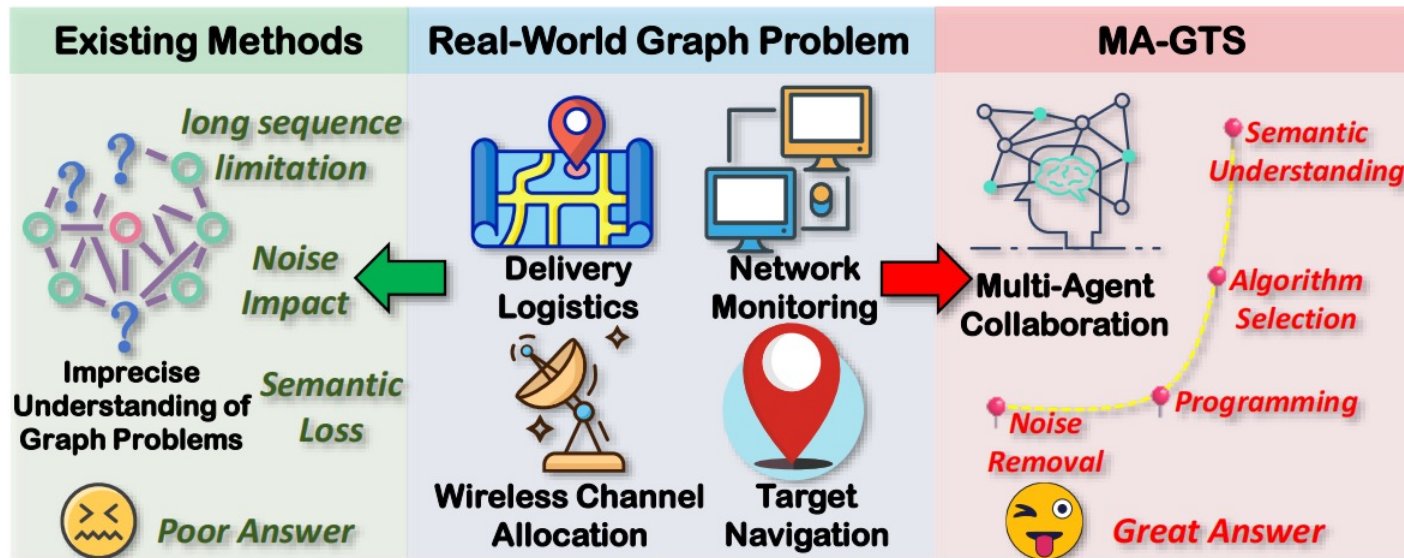 Existing Methods
long sequence
limitation
?
?
?
Noise
Impact
Imprecise
Understanding of
Graph Problems
Semantic
Loss
Poor Answer
Real-World Graph Problem
Delivery
Logistics
Network
Monitoring
Wireless Channel
Allocation
Target
Navigation
MA-GTS
Semantic
Understanding
Multi-Agent
Collaboration
Algorithm
Selection
Programming
Noise
Removal
Great Answer